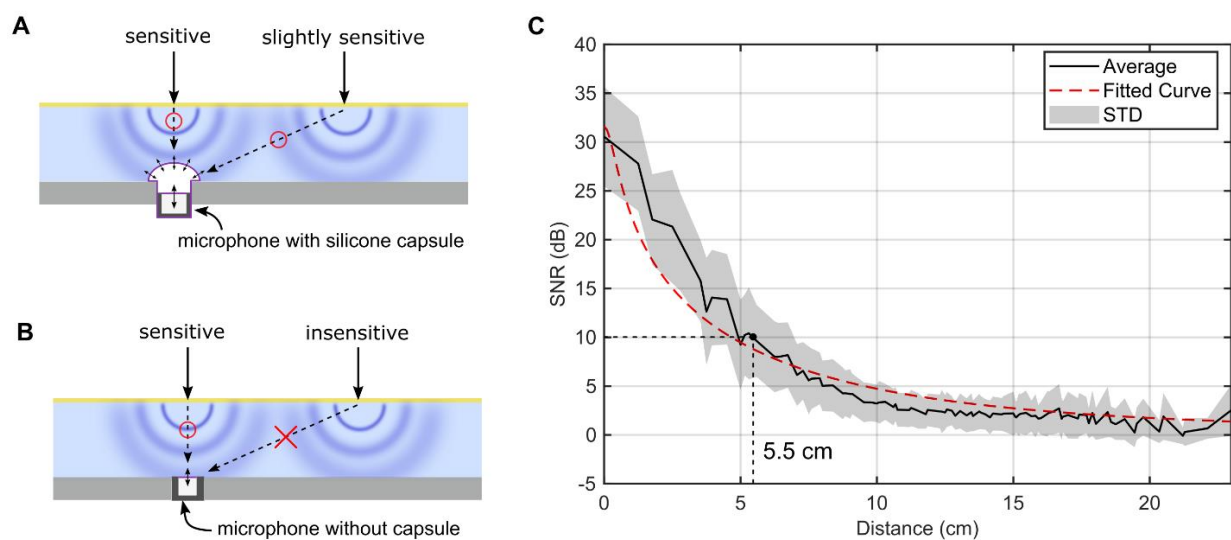 A
sensitive
slightly sensitive
microphone with silicone capsule
B
sensitive
insensitive
microphone without capsule
C
40
35
30
25
20
15
10
5
0
-5
SNR (dB)
Average
Fitted Curve
STD
5.5 cm
0
5
10
15
20
Distance (cm)